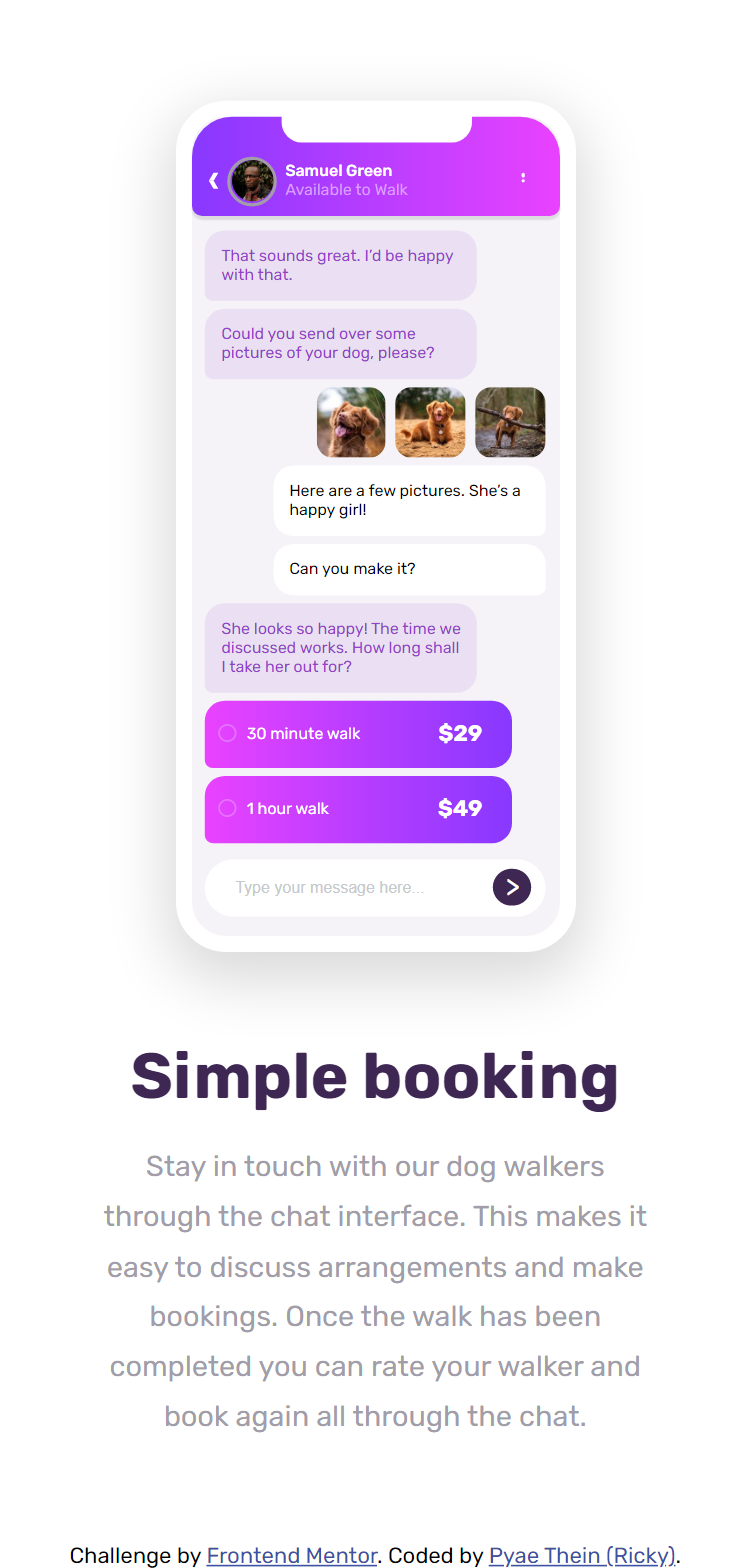 Samuel Green
Available to Walk
That sounds great. I’d be happy
with that.
Could you send over some
pictures of your dog, please?
Here are a few pictures. She’s a
happy girl!
Can you make it?
She looks so happy! The time we
discussed works. How long shall
I take her out for?
30 minute walk $29
1 hour walk $49
Type your message here...
Simple booking
Stay in touch with our dog walkers
through the chat interface. This makes it
easy to discuss arrangements and make
bookings. Once the walk has been
completed you can rate your walker and
book again all through the chat.
Challenge by Frontend Mentor. Coded by Pyae Thein (Ricky).